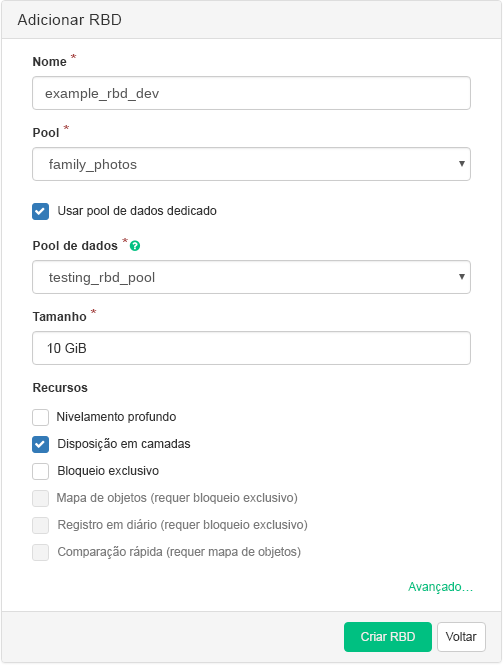 Adicionar RBD
Nome *
example_rbd_dev
Pool *
family_photos
Usar pool de dados dedicado
Pool de dados *
testing_rbd_pool
Tamanho *
10 GiB
Recursos
Nivelamento profundo
Disposição em camadas
Bloqueio exclusivo
Mapa de objetos (requer bloqueio exclusivo)
Registro em diário (requer bloqueio exclusivo)
Comparação rápida (requer mapa de objetos)
Avançado...
Criar RBD Voltar